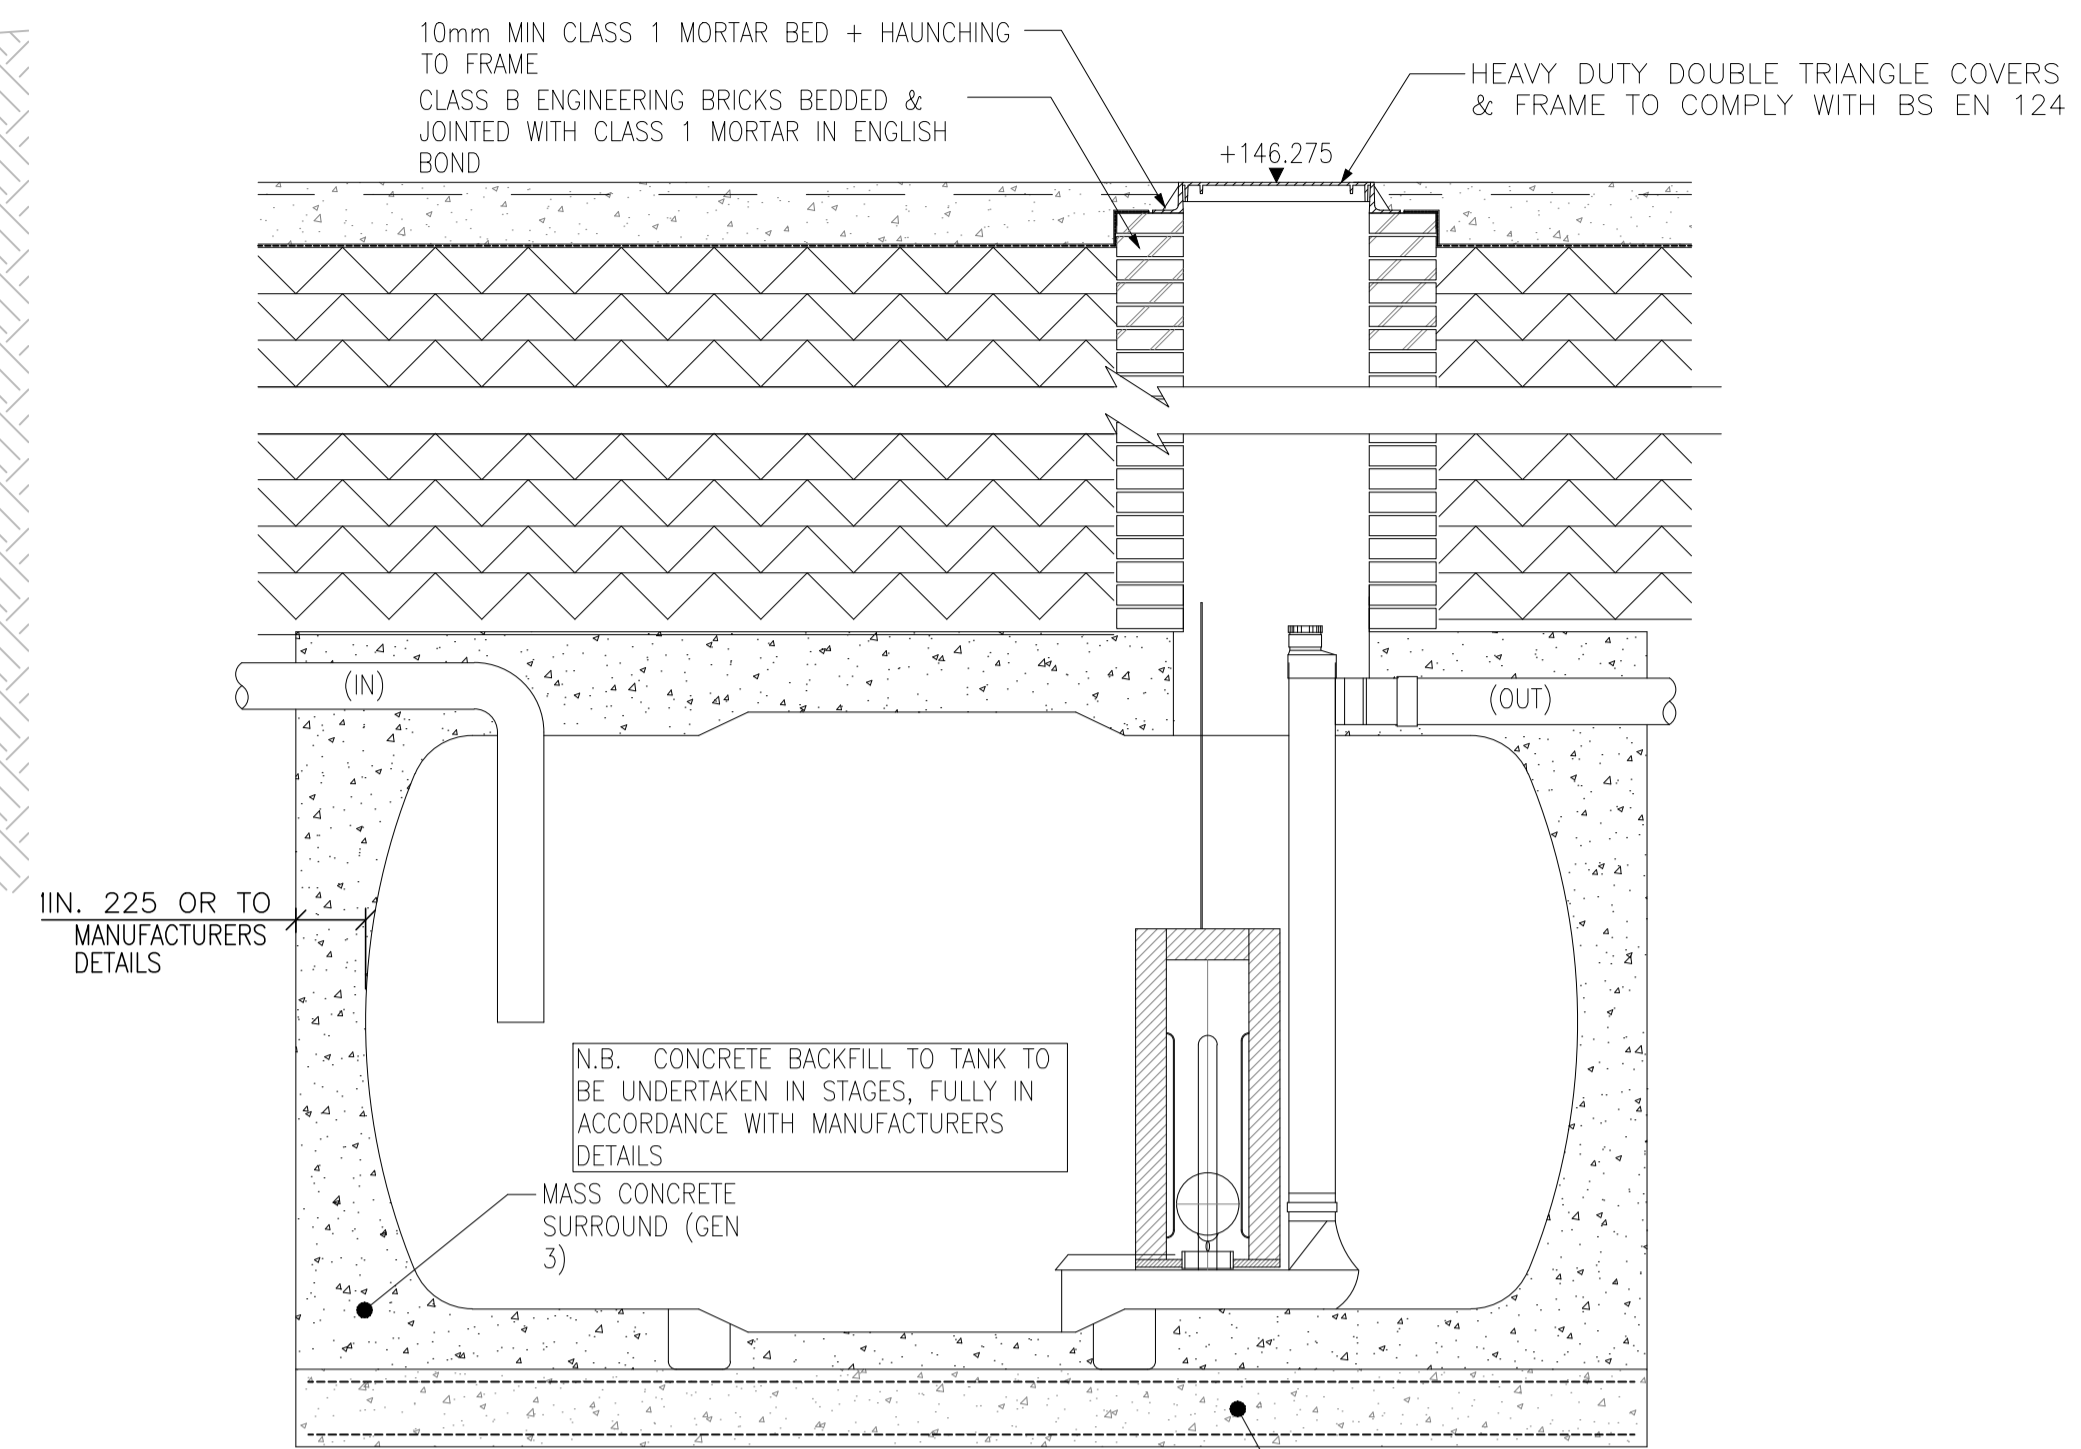 10mm MIN CLASS 1 MORTAR BED + HAUNCHING
TO FRAME
CLASS B ENGINEERING BRICKS BEDDED &
JOINTED WITH CLASS 1 MORTAR IN ENGLISH
BOND
HEAVY DUTY DOUBLE TRIANGLE COVERS
& FRAME TO COMPLY WITH BS EN 124
+146.275
(IN)
(OUT)
IN. 225 OR TO
MANUFACTURERS
DETAILS
N.B. CONCRETE BACKFILL TO TANK TO
BE UNDERTAKEN IN STAGES, FULLY IN
ACCORDANCE WITH MANUFACTURERS
DETAILS
MASS CONCRETE
SURROUND (GEN
3)